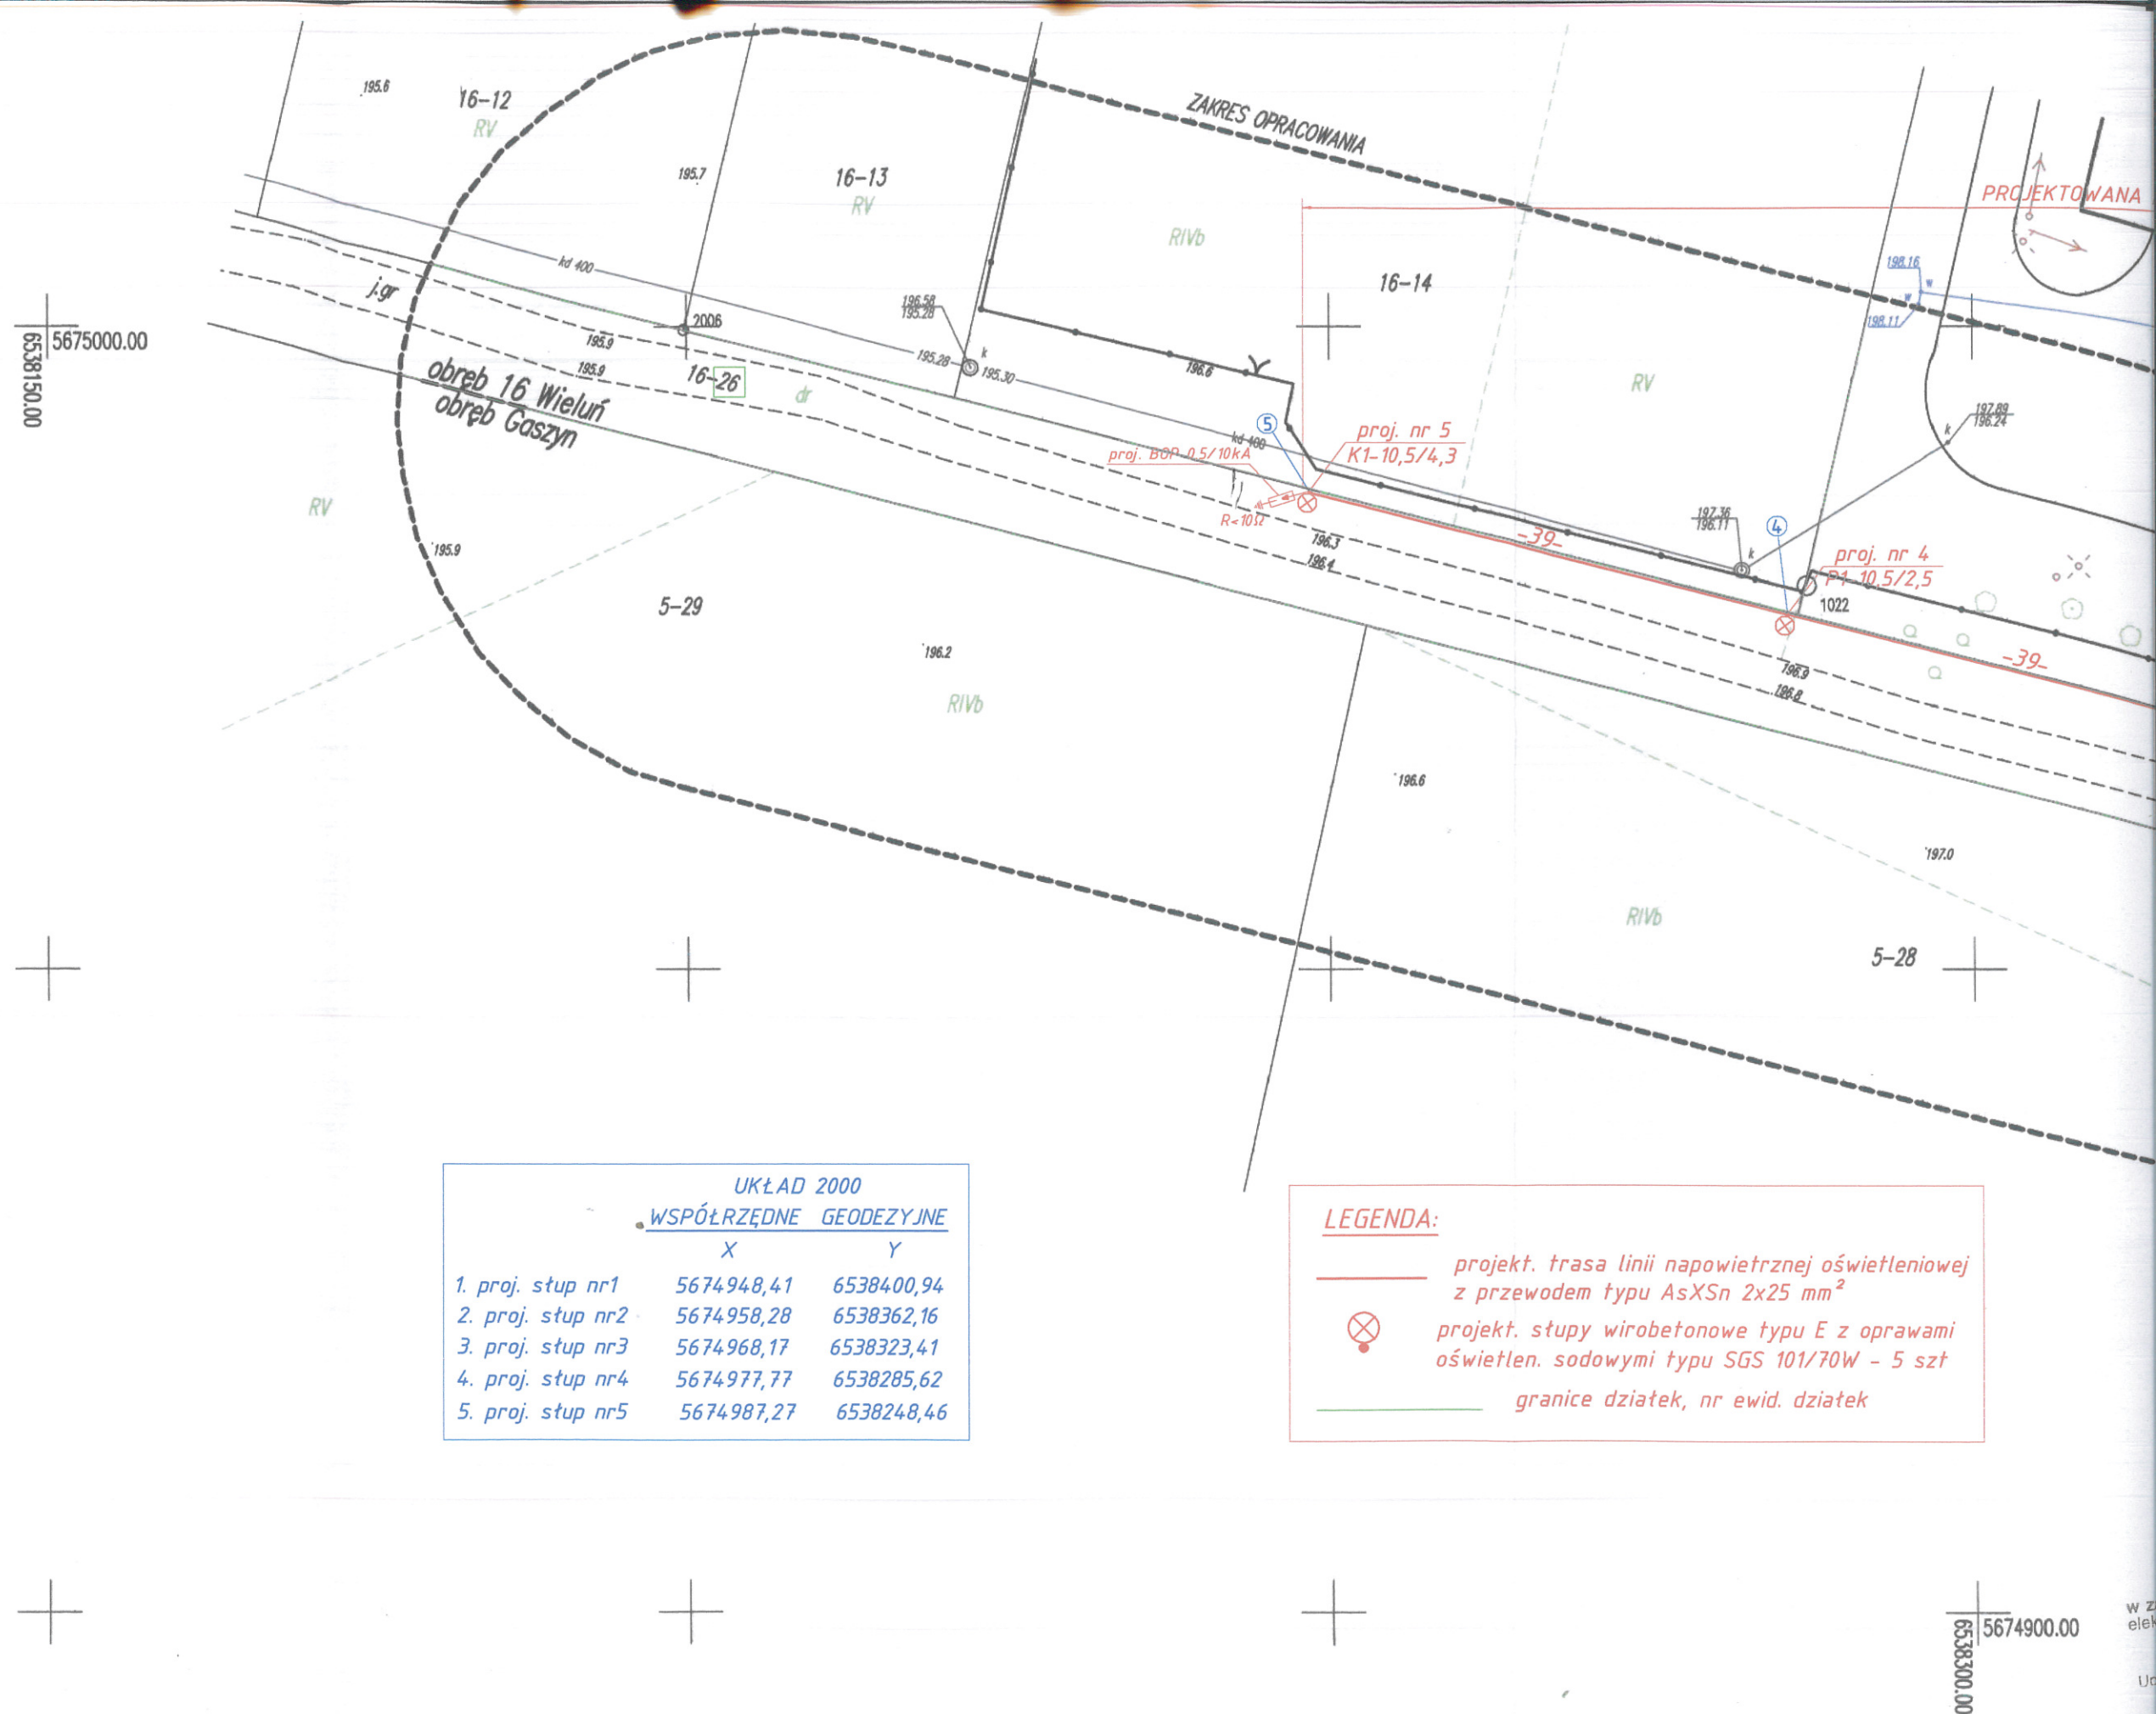 195.6
16-12
RV
195.7
16-13
RV
ZAKRES OPRACOWANIA
RIVb
16-14
PROJEKTOWANA
198.16
w
w
198.11
kd 400
j.gr
2006
196.58
195.28
k
195.28
195.30
5675000.00
6538150.00
195.9
195.9
obręb 16 Wieluń
obręb Gaszyn
16-26
dr
196.6
RV
197.89
196.24
k
5
kd 400
proj. nr 5
K1-10,5/4,3
proj. BOP 0,5/10kA
R<10Ω
RV
195.9
196.3
196.4
-39-
197.36
196.11
k
4
proj. nr 4
P1-10,5/2,5
1022
5-29
196.2
RIVb
196.9
196.8
-39-
196.6
197.0
RIVb
5-28
UKŁAD 2000
WSPÓŁRZĘDNE GEODEZYJNE
X Y
1. proj. słup nr1 5674948,41 6538400,94
2. proj. słup nr2 5674958,28 6538362,16
3. proj. słup nr3 5674968,17 6538323,41
4. proj. słup nr4 5674977,77 6538285,62
5. proj. słup nr5 5674987,27 6538248,46
LEGENDA:
projekt. trasa linii napowietrznej oświetleniowej
z przewodem typu AsXSn 2x25 mm²
projekt. słupy wirobetonowe typu E z oprawami
oświetlen. sodowymi typu SGS 101/70W - 5 szt
granice działek, nr ewid. działek
5674900.00
6538300.00